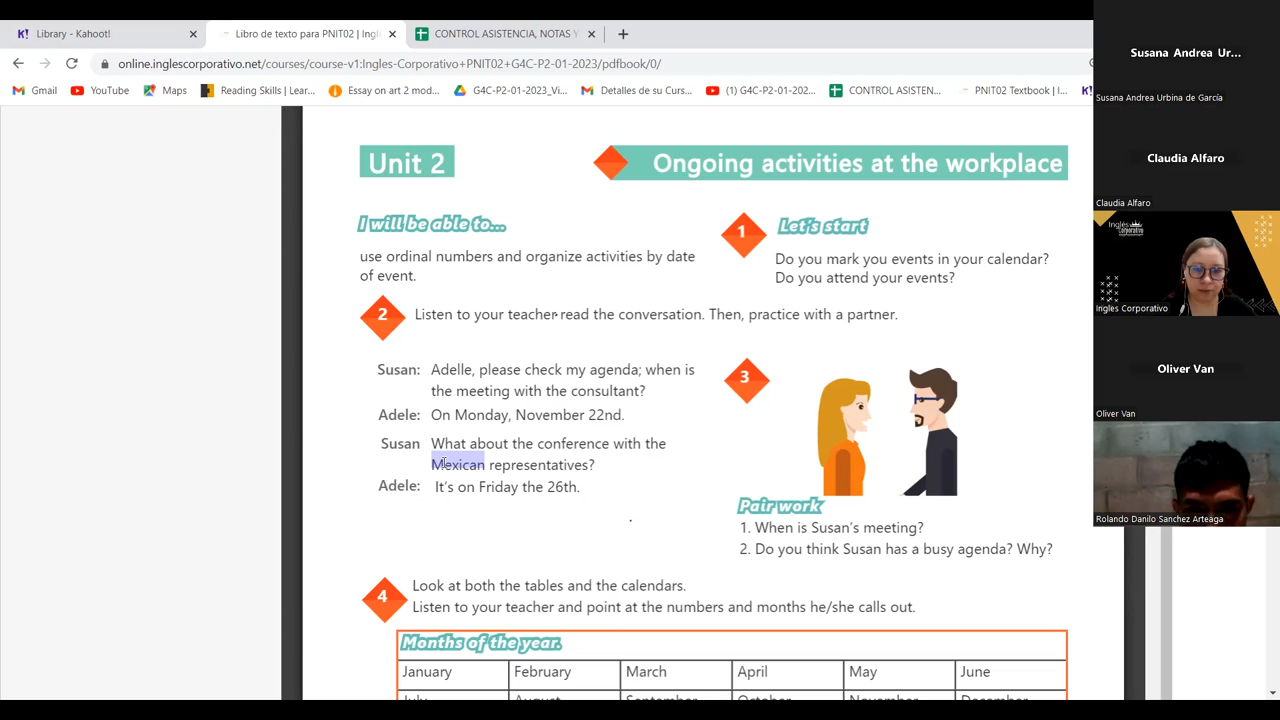 Library - Kahoot!
Libro de texto para PNIT02 | Ingl
CONTROL ASISTENCIA, NOTAS Y
online.inglescorporativo.net/courses/course-v1:Ingles-Corporativo+PNIT02+G4C-P2-01-2023/pdfbook/0/
Gmail
YouTube
Maps
Reading Skills | Lear...
Essay on art 2 mod...
G4C-P2-01-2023_Vi...
Detalles de su Curs...
(1) G4C-P2-01-202...
CONTROL ASISTEN...
PNIT02 Textbook | I...
Unit 2
Ongoing activities at the workplace
I will be able to...
use ordinal numbers and organize activities by date
of event.
1 Let's start
Do you mark you events in your calendar?
Do you attend your events?
2 Listen to your teacher read the conversation. Then, practice with a partner.
Susan: Adelle, please check my agenda; when is
the meeting with the consultant?
Adele: On Monday, November 22nd.
Susan What about the conference with the
Mexican representatives?
Adele: It's on Friday the 26th.
3
Pair work
1. When is Susan's meeting?
2. Do you think Susan has a busy agenda? Why?
4 Look at both the tables and the calendars.
Listen to your teacher and point at the numbers and months he/she calls out.
Months of the year.
January February March April May June
July August September October November December
Susana Andrea Ur...
Susana Andrea Urbina de García
Claudia Alfaro
Claudia Alfaro
Inglés
Corporativo
Ingles Corporativo
Oliver Van
Oliver Van
Rolando Danilo Sanchez Arteaga